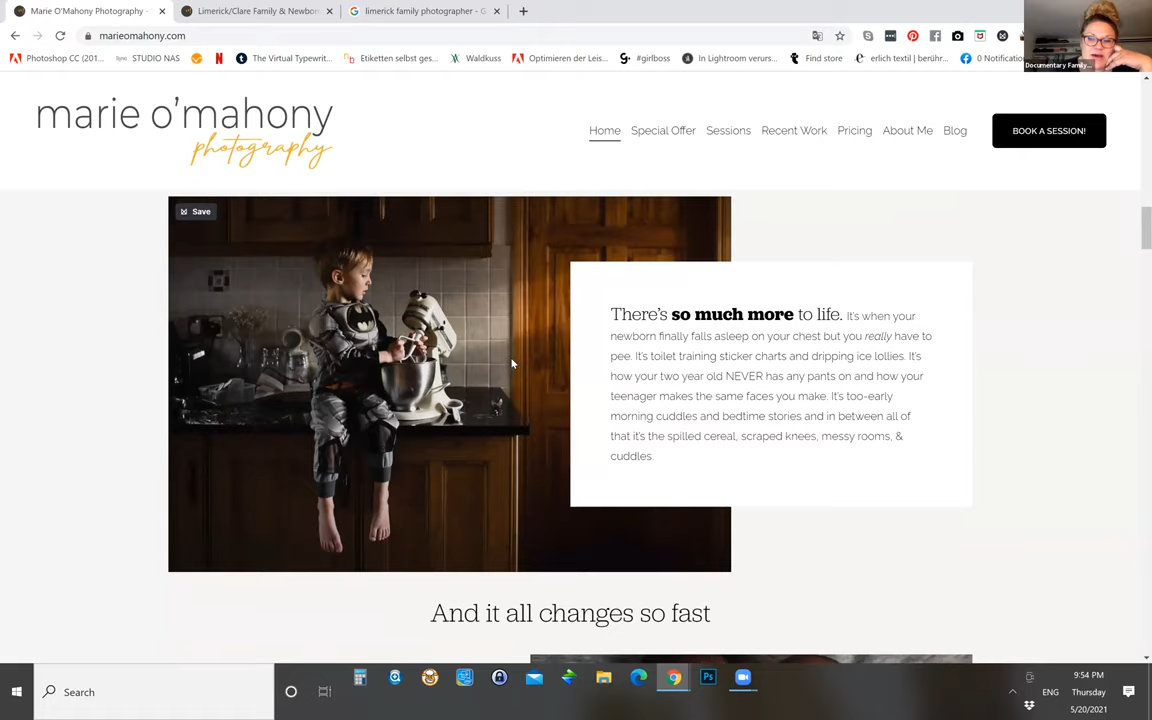 Marie O'Mahony Photography -
Limerick/Clare Family & Newborn
limerick family photographer - G
marieomahony.com
Photoshop CC (201...
STUDIO NAS
The Virtual Typewrit...
Etiketten selbst ges...
Waldkuss
Optimieren der Leis...
#girlboss
In Lightroom verurs...
Find store
erlich textil | berühr...
0 Notification
Documentary Family...
marie o'mahony
photography
Home
Special Offer
Sessions
Recent Work
Pricing
About Me
Blog
BOOK A SESSION!
Save
There's so much more to life. It's when your
newborn finally falls asleep on your chest but you really have to
pee. It's toilet training sticker charts and dripping ice lollies. It's
how your two year old NEVER has any pants on and how your
teenager makes the same faces you make. It's too-early
morning cuddles and bedtime stories and in between all of
that it's the spilled cereal, scraped knees, messy rooms, &
cuddles.
And it all changes so fast
Search
ENG
9:54 PM
Thursday
5/20/2021